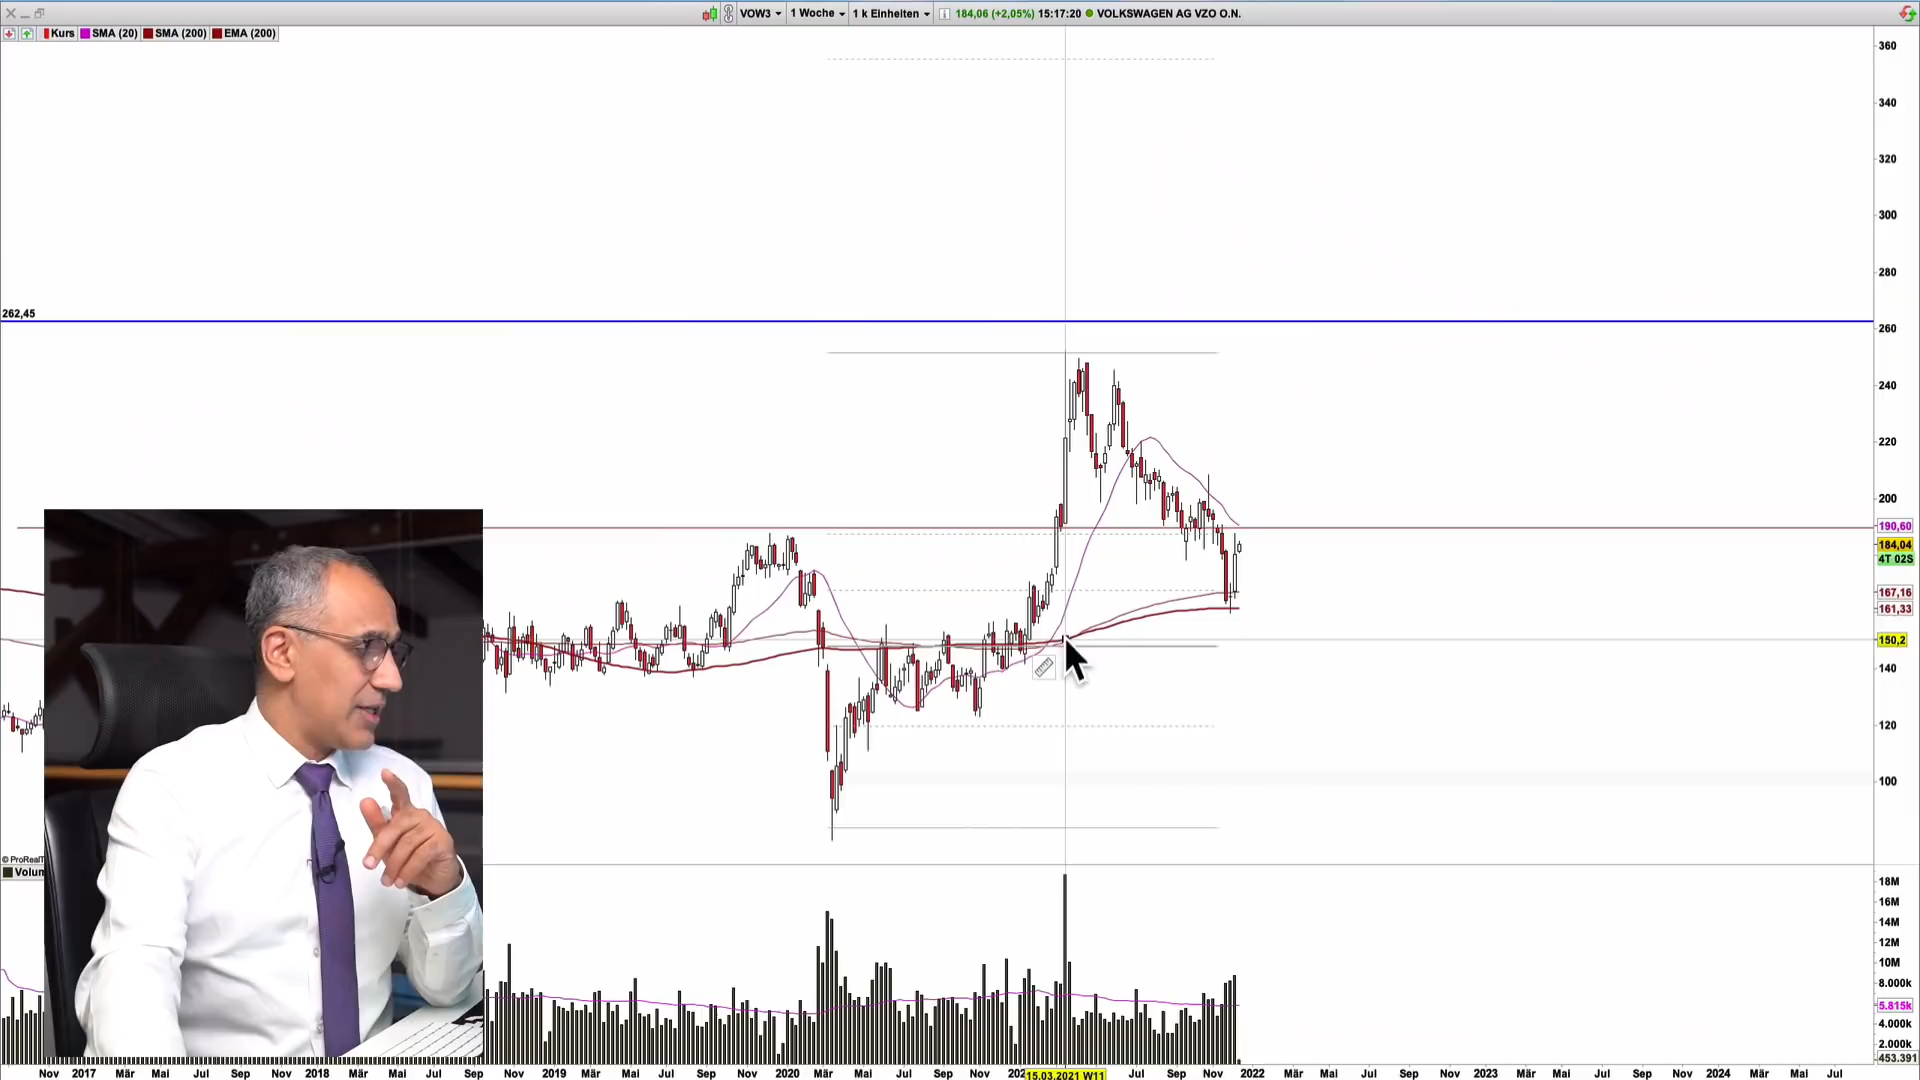 VOW3 1 Woche 1 k Einheiten 184,06 (+2,05%) 15:17:20 VOLKSWAGEN AG VZO O.N.
Kurs SMA (20) SMA (200) EMA (200)
360
340
320
300
280
262,45
260
240
220
200
190,60
184,04
4T 02S
167,16
161,33
150,2
140
120
100
© ProRealT
Volum
18M
16M
14M
12M
10M
8.000k
5.815k
4.000k
2.000k
453.391
Nov 2017 Mär Mai Jul Sep Nov 2018 Mär Mai Jul Sep Nov 2019 Mär Mai Jul Sep Nov 2020 Mär Mai Jul Sep Nov 202 15.03.2021 W11 Jul Sep Nov 2022 Mär Mai Jul Sep Nov 2023 Mär Mai Jul Sep Nov 2024 Mär Mai Jul